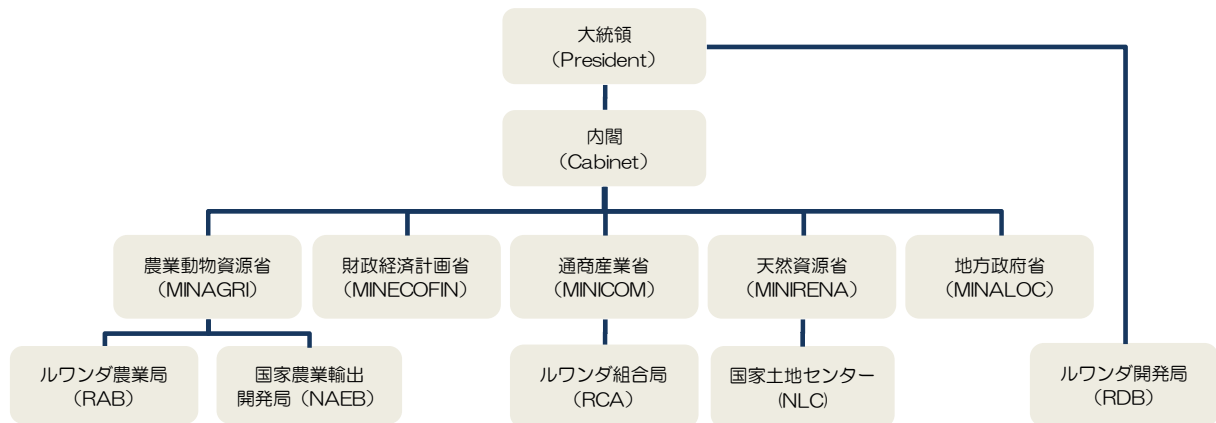 大統領
（President）
内閣
（Cabinet）
農業動物資源省
（MINAGRI）
財政経済計画省
（MINECOFIN）
通商産業省
（MINICOM）
天然資源省
（MINIRENA）
地方政府省
（MINALOC）
ルワンダ農業局
（RAB）
国家農業輸出
開発局（NAEB）
ルワンダ組合局
（RCA）
国家土地センター
(NLC)
ルワンダ開発局
（RDB）